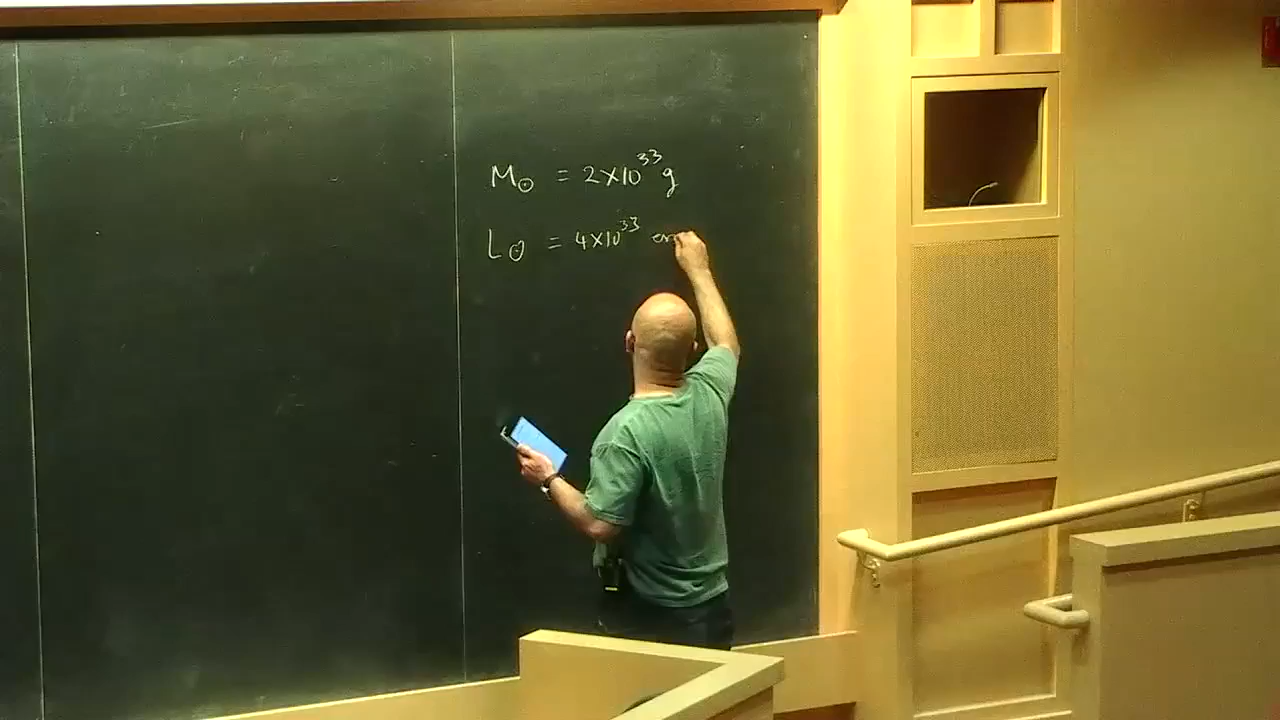 M⊙ = 2×10³³ g
L⊙ = 4×10³³